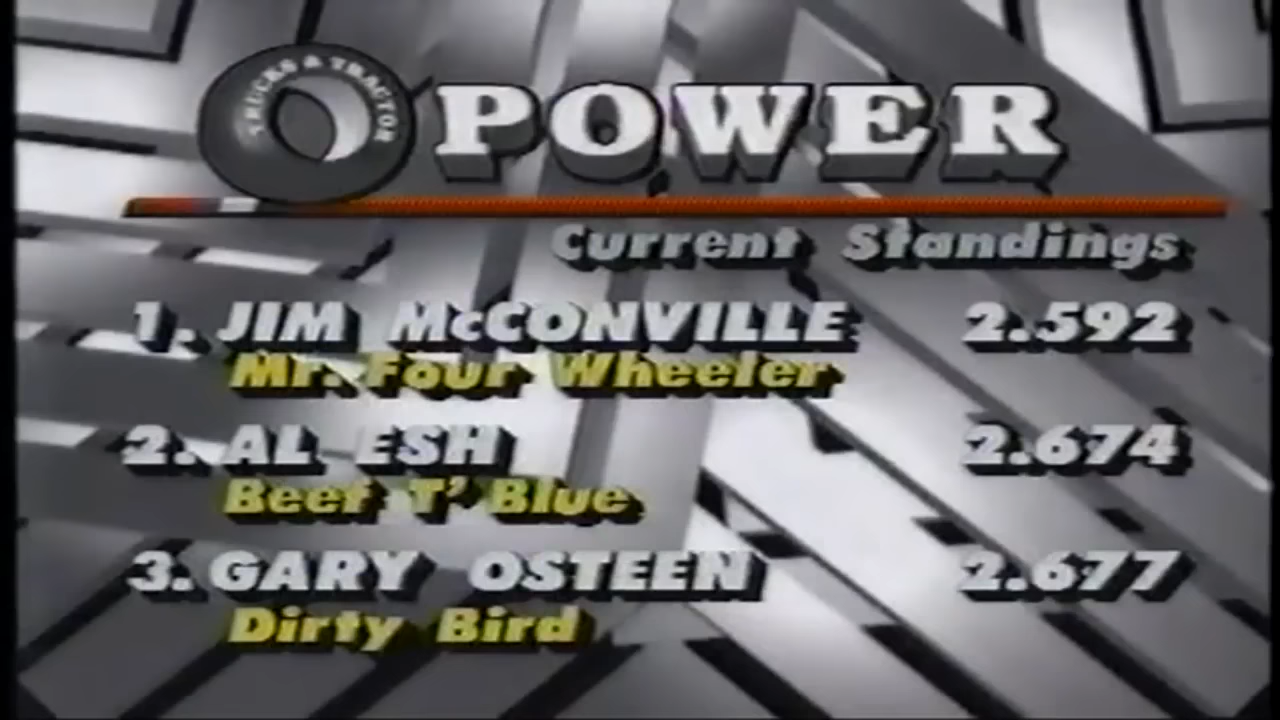 TRUCKS & TRACTOR
POWER
Current Standings
1. JIM McCONVILLE 2.592
Mr. Four Wheeler
2. AL ESH 2.674
Beef T' Blue
3. GARY OSTEEN 2.677
Dirty Bird